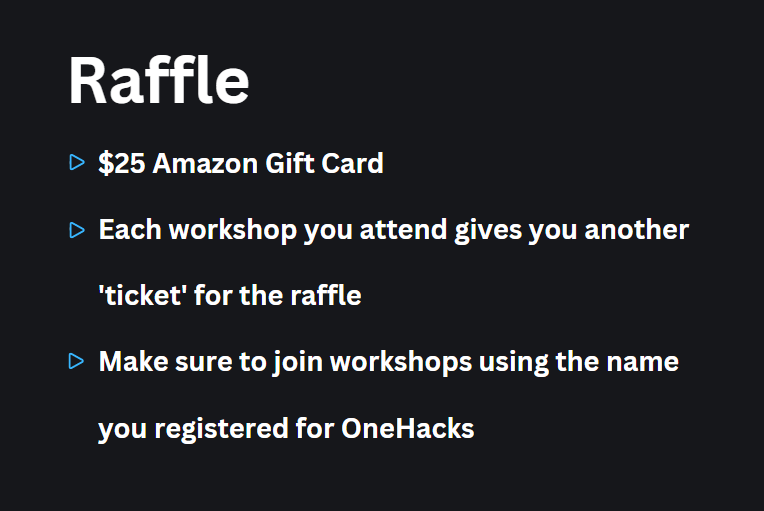 Raffle
$25 Amazon Gift Card
Each workshop you attend gives you another
'ticket' for the raffle
Make sure to join workshops using the name
you registered for OneHacks